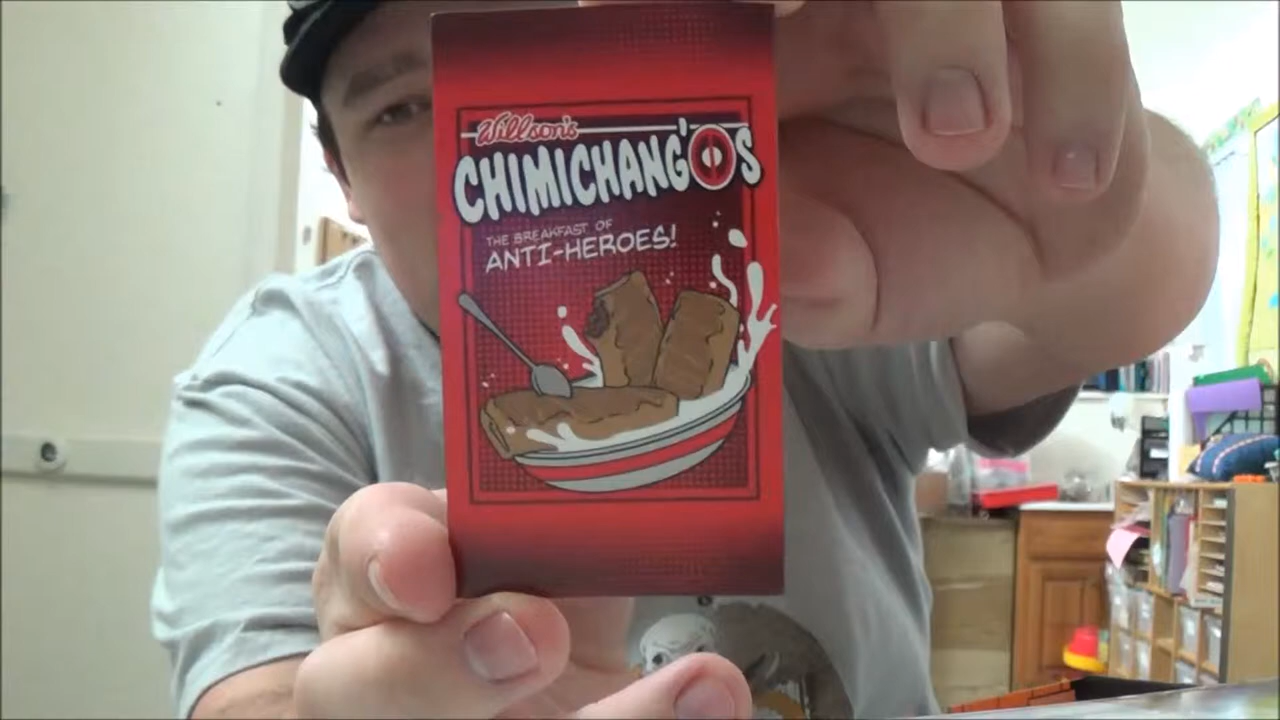 Willson's
CHIMICHANG'OS
THE BREAKFAST OF
ANTI-HEROES!